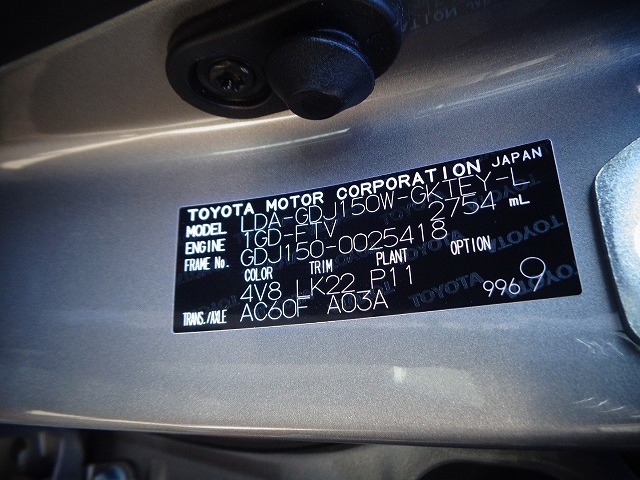 TOYOTA MOTOR CORPORATION JAPAN
MODEL LDA-GDJ150W-GKTEY-L
ENGINE 1GD-FTV 2754 mL
FRAME No. GDJ150-0025418
COLOR TRIM PLANT OPTION
4V8 LK22 P11
TRANS./AXLE AC60F A03A 9969